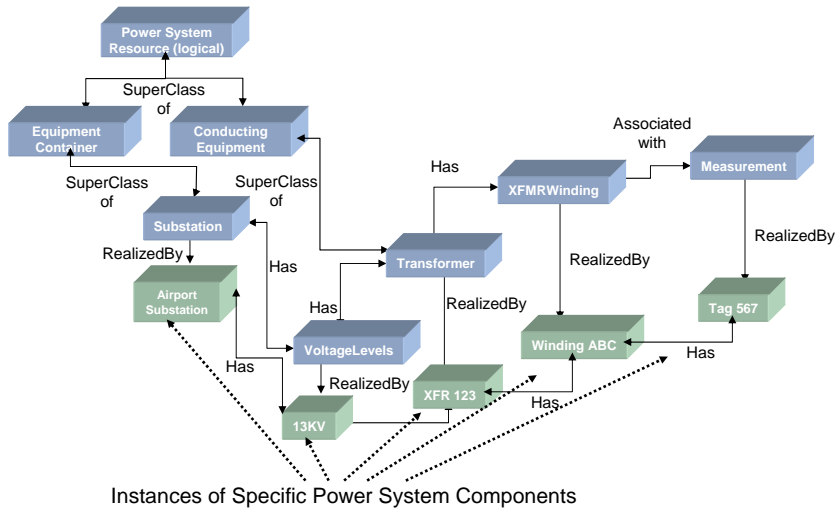 Power System
Resource (logical)
SuperClass
of
Equipment
Container
Conducting
Equipment
Associated
with
Measurement
Has
XFMRWinding
SuperClass
of
SuperClass
of
Substation
RealizedBy
Has
Transformer
RealizedBy
RealizedBy
Airport
Substation
Has
RealizedBy
Tag 567
VoltageLevels
Winding ABC
Has
Has
RealizedBy
XFR 123
Has
13KV
Instances of Specific Power System Components